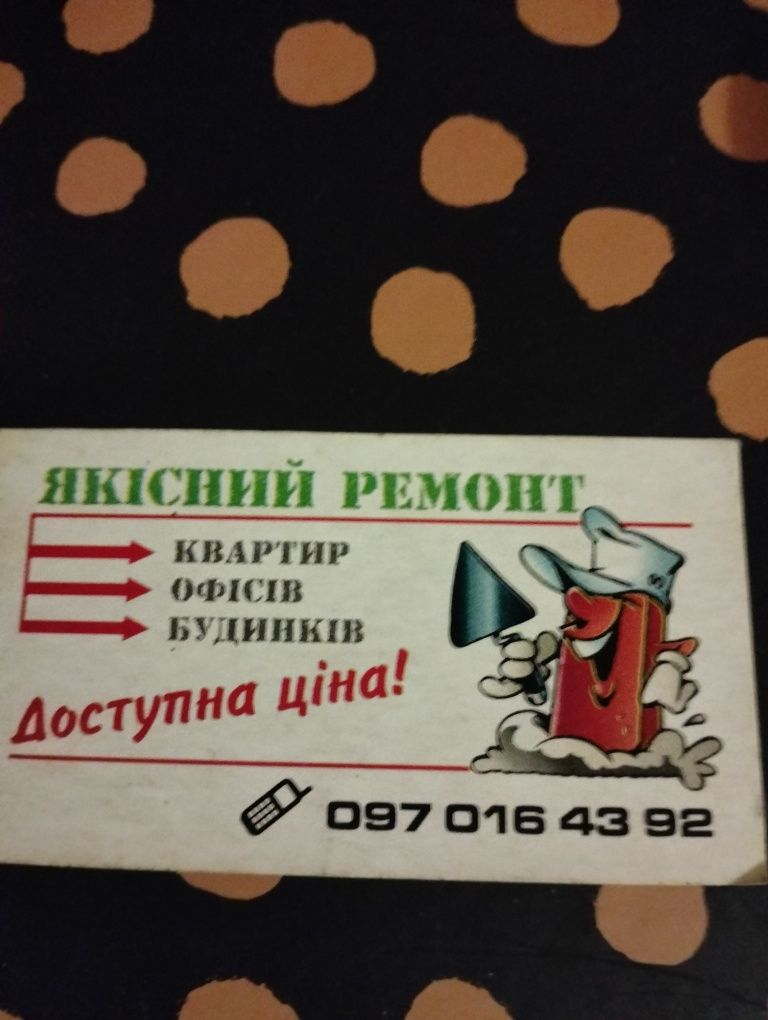 ЯКІСНИЙ РЕМОНТ
КВАРТИР
ОФІСІВ
БУДИНКІВ
Доступна ціна!
097 016 43 92